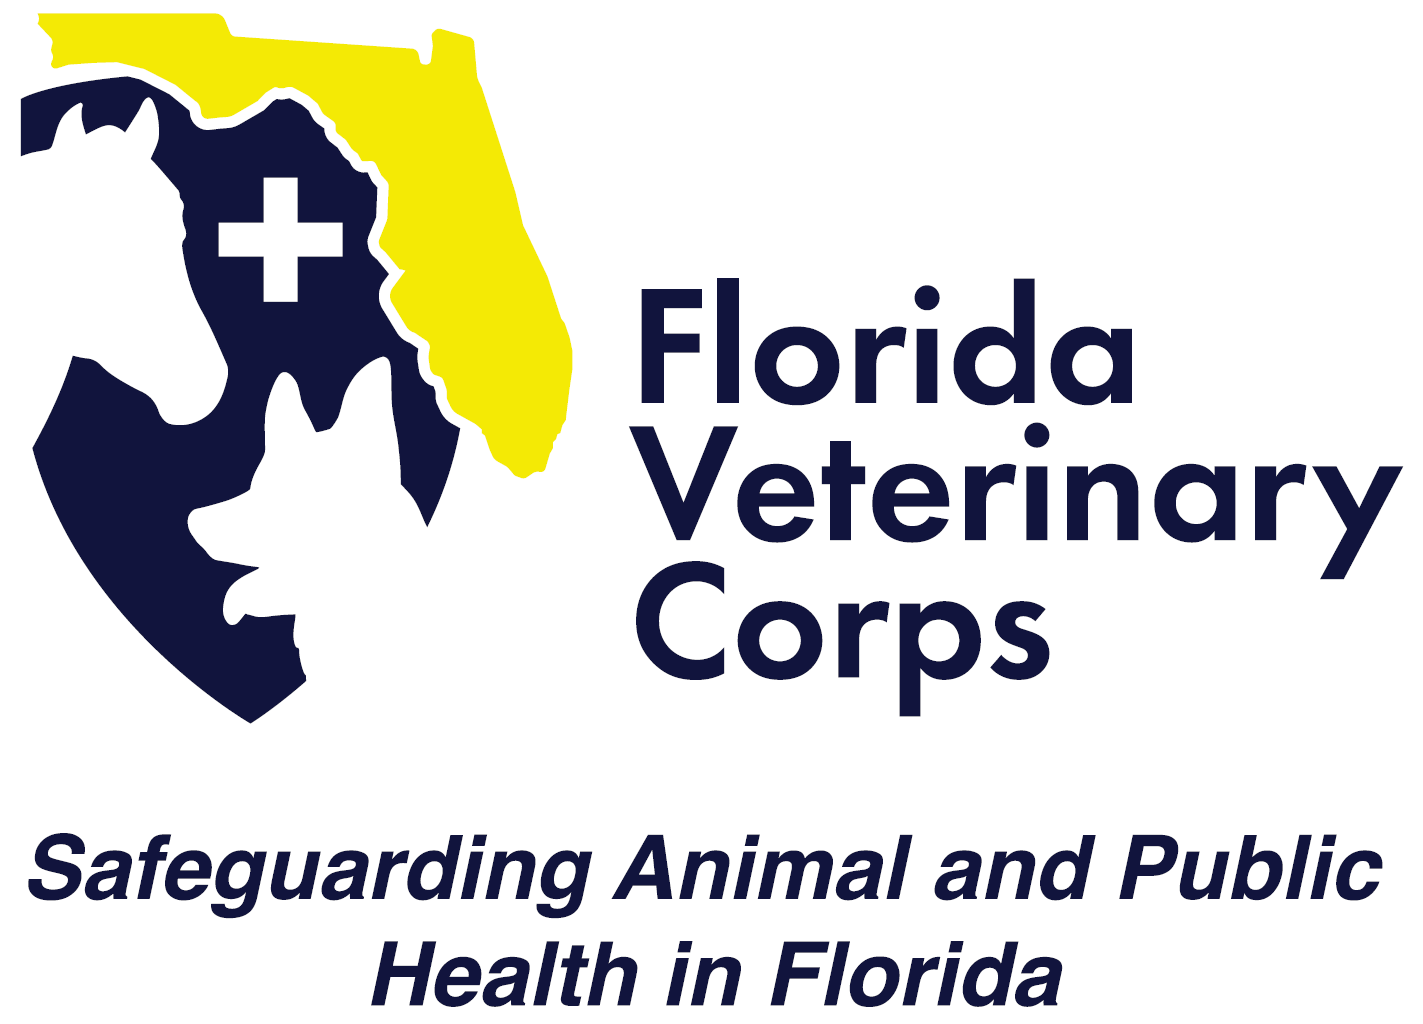 Florida
Veterinary
Corps
Safeguarding Animal and Public
Health in Florida